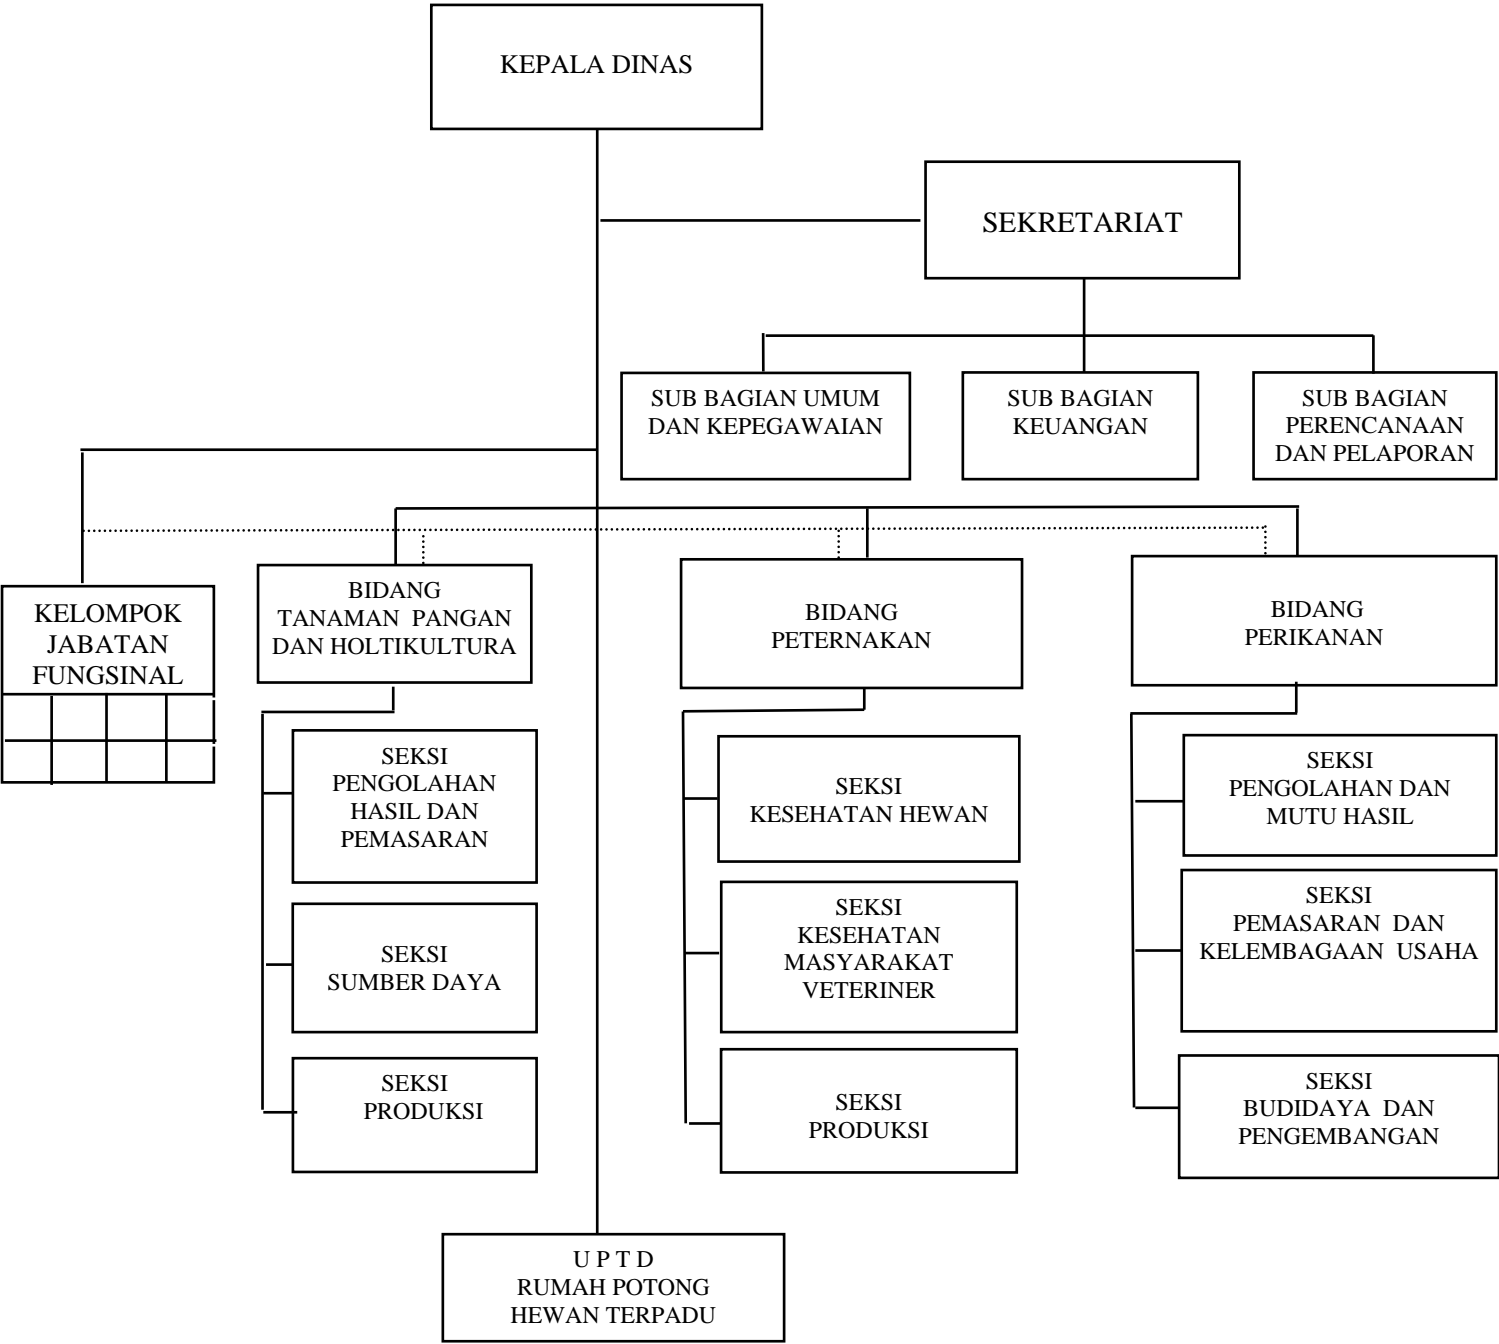 KEPALA DINAS
SEKRETARIAT
SUB BAGIAN UMUM
DAN KEPEGAWAIAN
SUB BAGIAN
KEUANGAN
SUB BAGIAN
PERENCANAAN
DAN PELAPORAN
KELOMPOK
JABATAN
FUNGSINAL
BIDANG
TANAMAN PANGAN
DAN HOLTIKULTURA
BIDANG
PETERNAKAN
BIDANG
PERIKANAN
SEKSI
PENGOLAHAN
HASIL DAN
PEMASARAN
SEKSI
SUMBER DAYA
SEKSI
PRODUKSI
SEKSI
KESEHATAN HEWAN
SEKSI
KESEHATAN
MASYARAKAT
VETERINER
SEKSI
PRODUKSI
SEKSI
PENGOLAHAN DAN
MUTU HASIL
SEKSI
PEMASARAN DAN
KELEMBAGAAN USAHA
SEKSI
BUDIDAYA DAN
PENGEMBANGAN
U P T D
RUMAH POTONG
HEWAN TERPADU